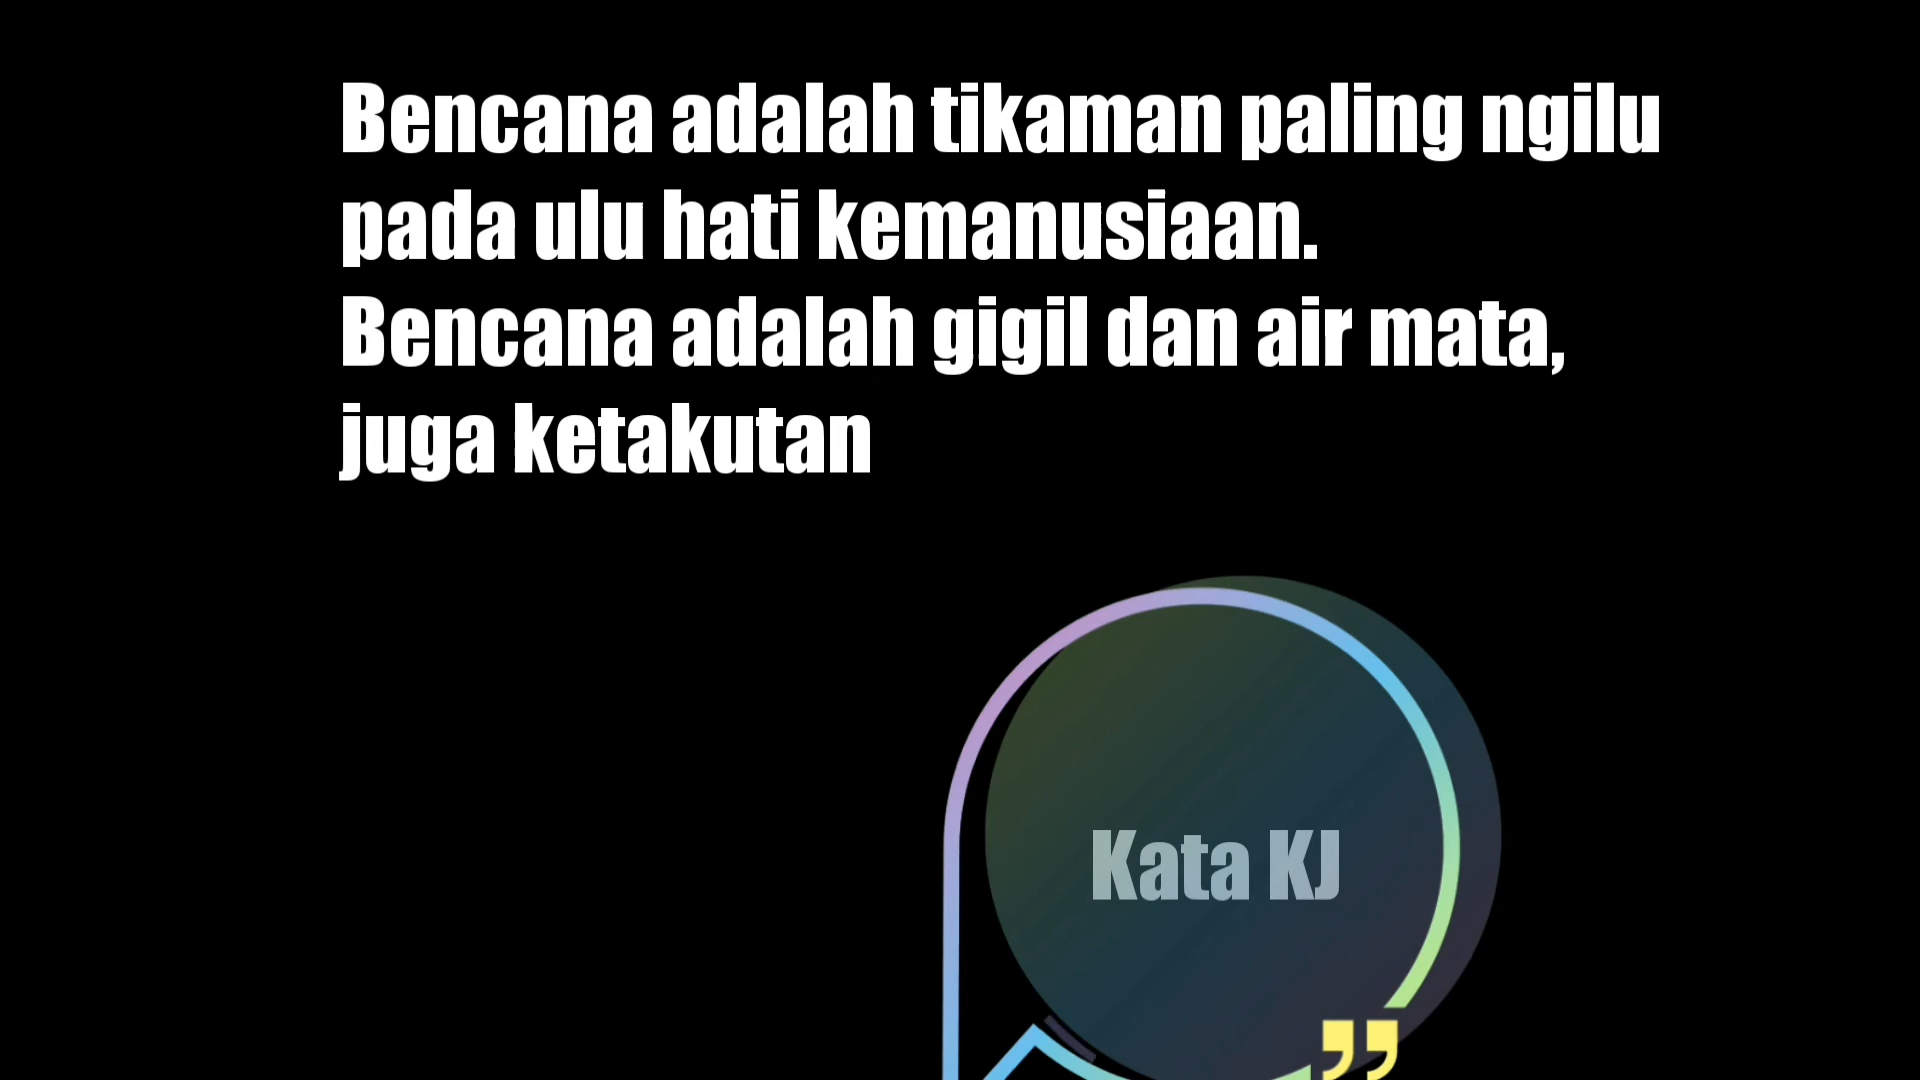 Bencana adalah tikaman paling ngilu
pada ulu hati kemanusiaan.
Bencana adalah gigil dan air mata,
juga ketakutan
Kata KJ
”